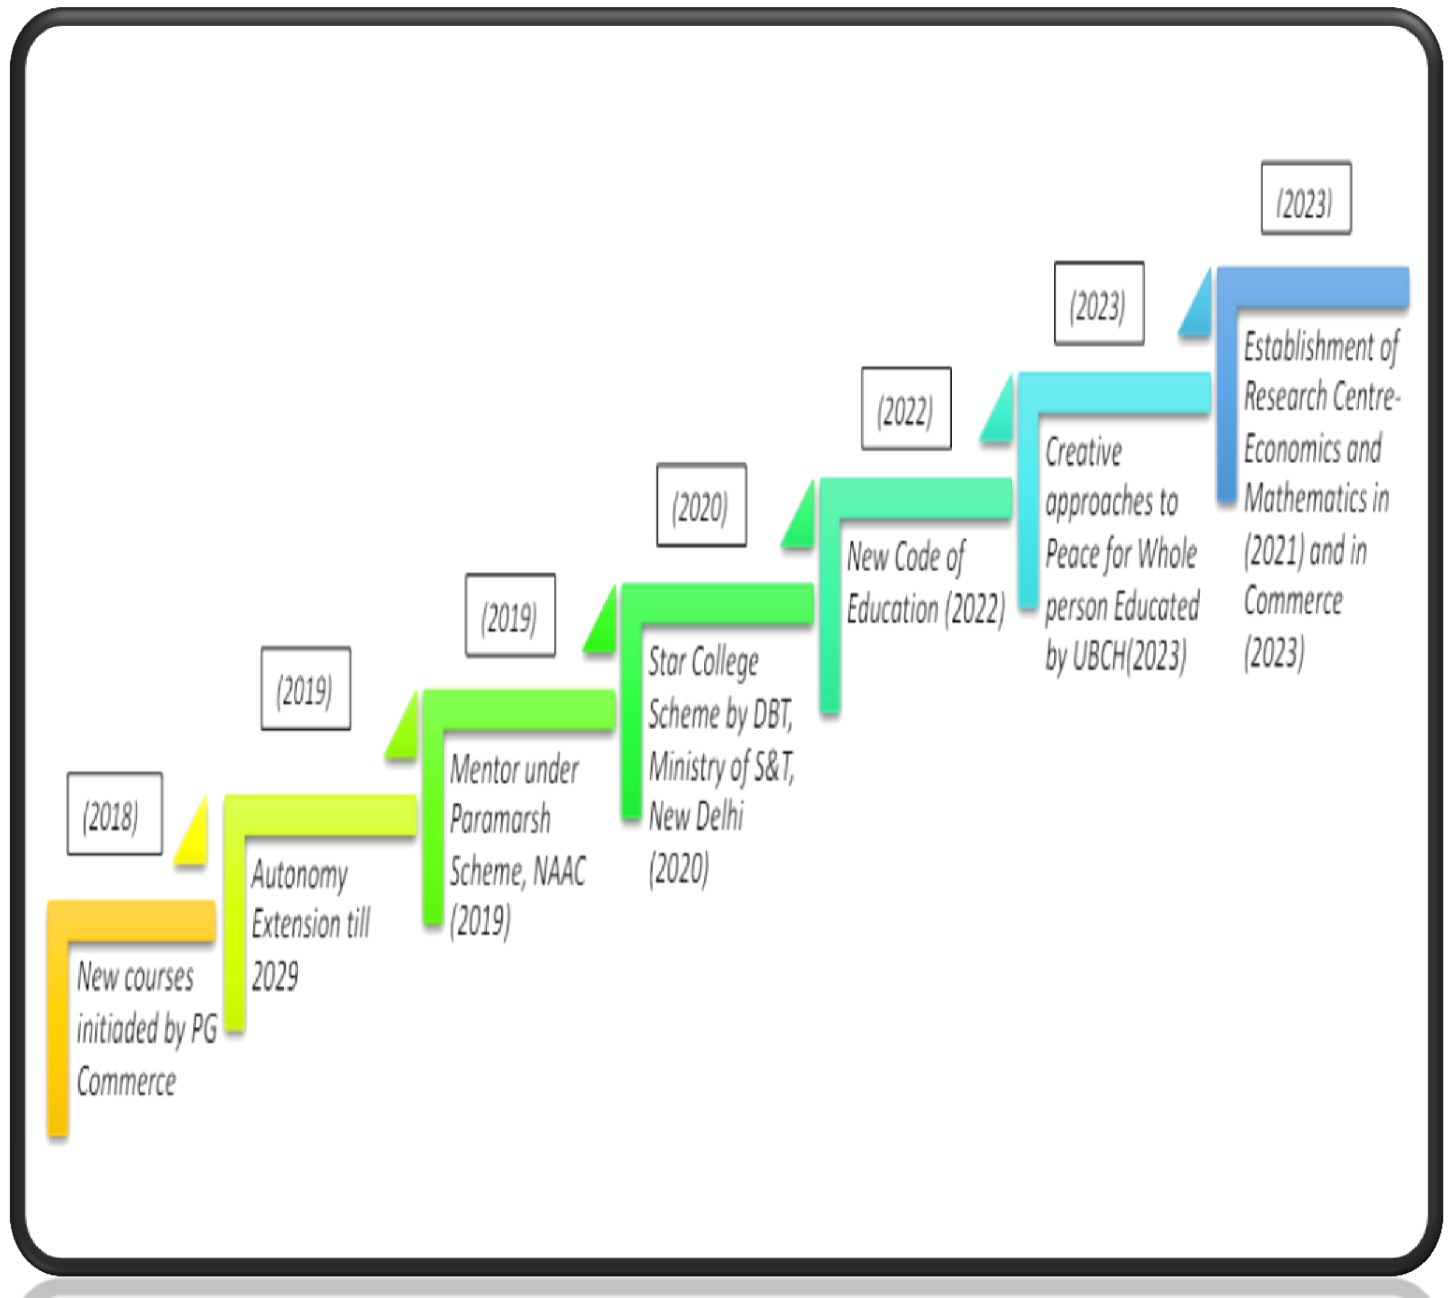 (2018)
New courses
initiaded by PG
Commerce
(2019)
Autonomy
Extension till
2029
(2019)
Mentor under
Paramarsh
Scheme, NAAC
(2019)
(2020)
Star College
Scheme by DBT,
Ministry of S&T,
New Delhi
(2020)
(2022)
New Code of
Education (2022)
(2023)
Creative
approaches to
Peace for Whole
person Educated
by UBCH(2023)
(2023)
Establishment of
Research Centre-
Economics and
Mathematics in
(2021) and in
Commerce
(2023)